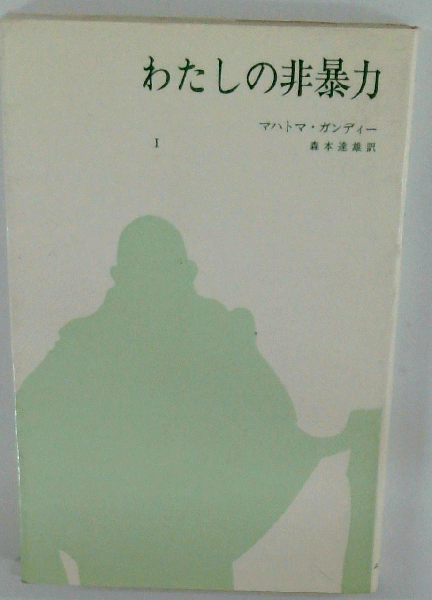 わたしの非暴力
マハトマ・ガンディー
森本達雄訳
I